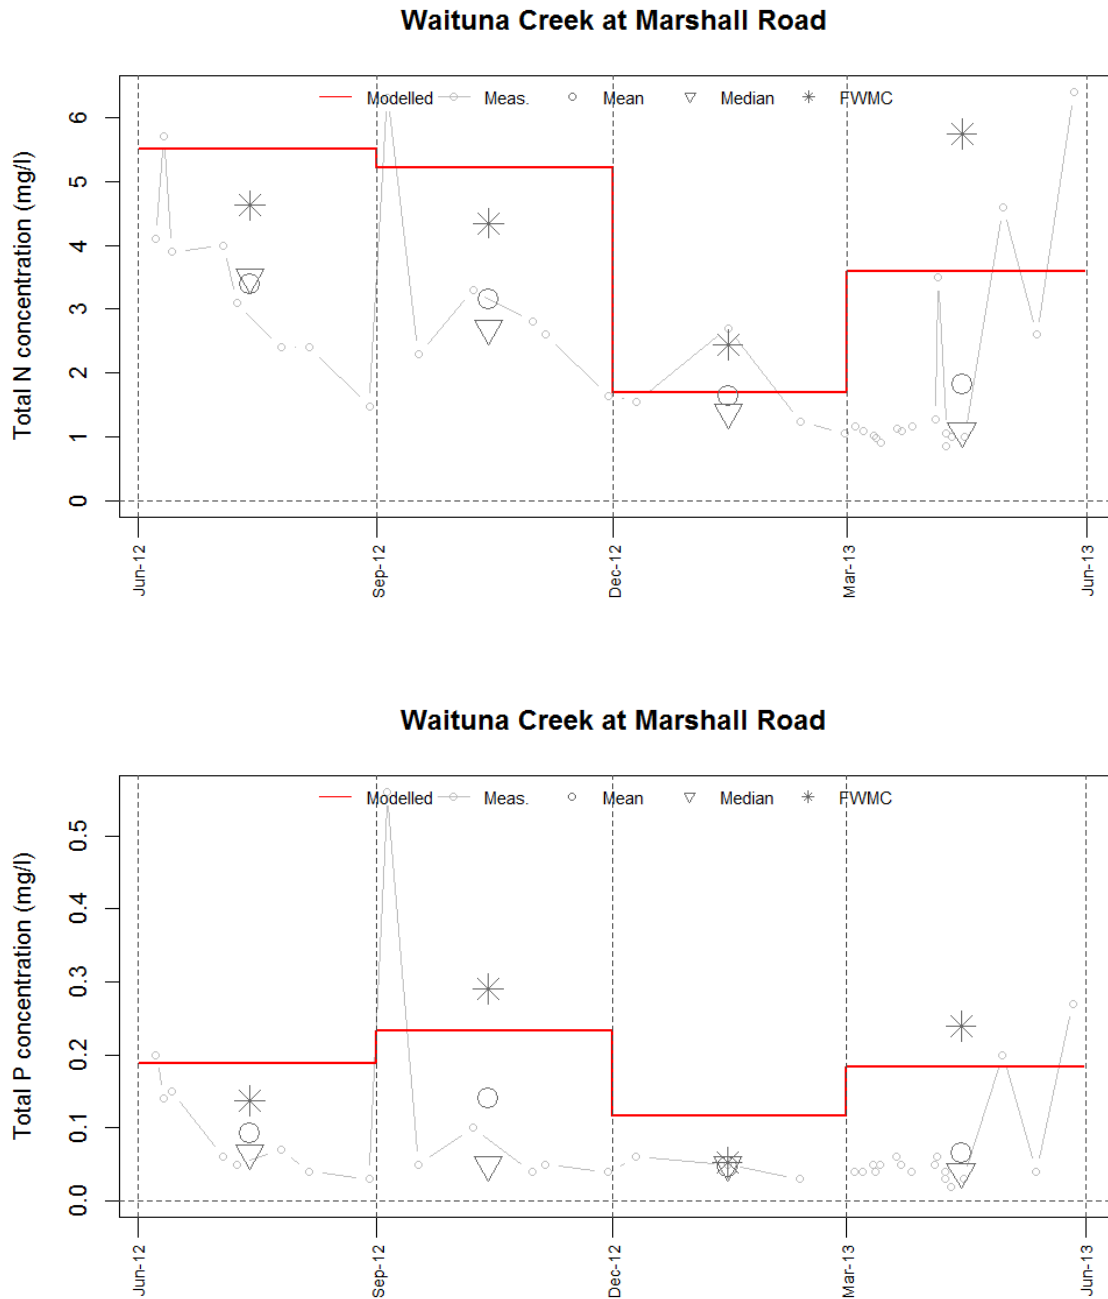 Waituna Creek at Marshall Road
Modelled Meas. Mean Median FWMC
Total N concentration (mg/l)
6
5
4
3
2
1
0
Jun-12 Sep-12 Dec-12 Mar-13 Jun-13
Waituna Creek at Marshall Road
Modelled Meas. Mean Median FWMC
Total P concentration (mg/l)
0.5
0.4
0.3
0.2
0.1
0.0
Jun-12 Sep-12 Dec-12 Mar-13 Jun-13